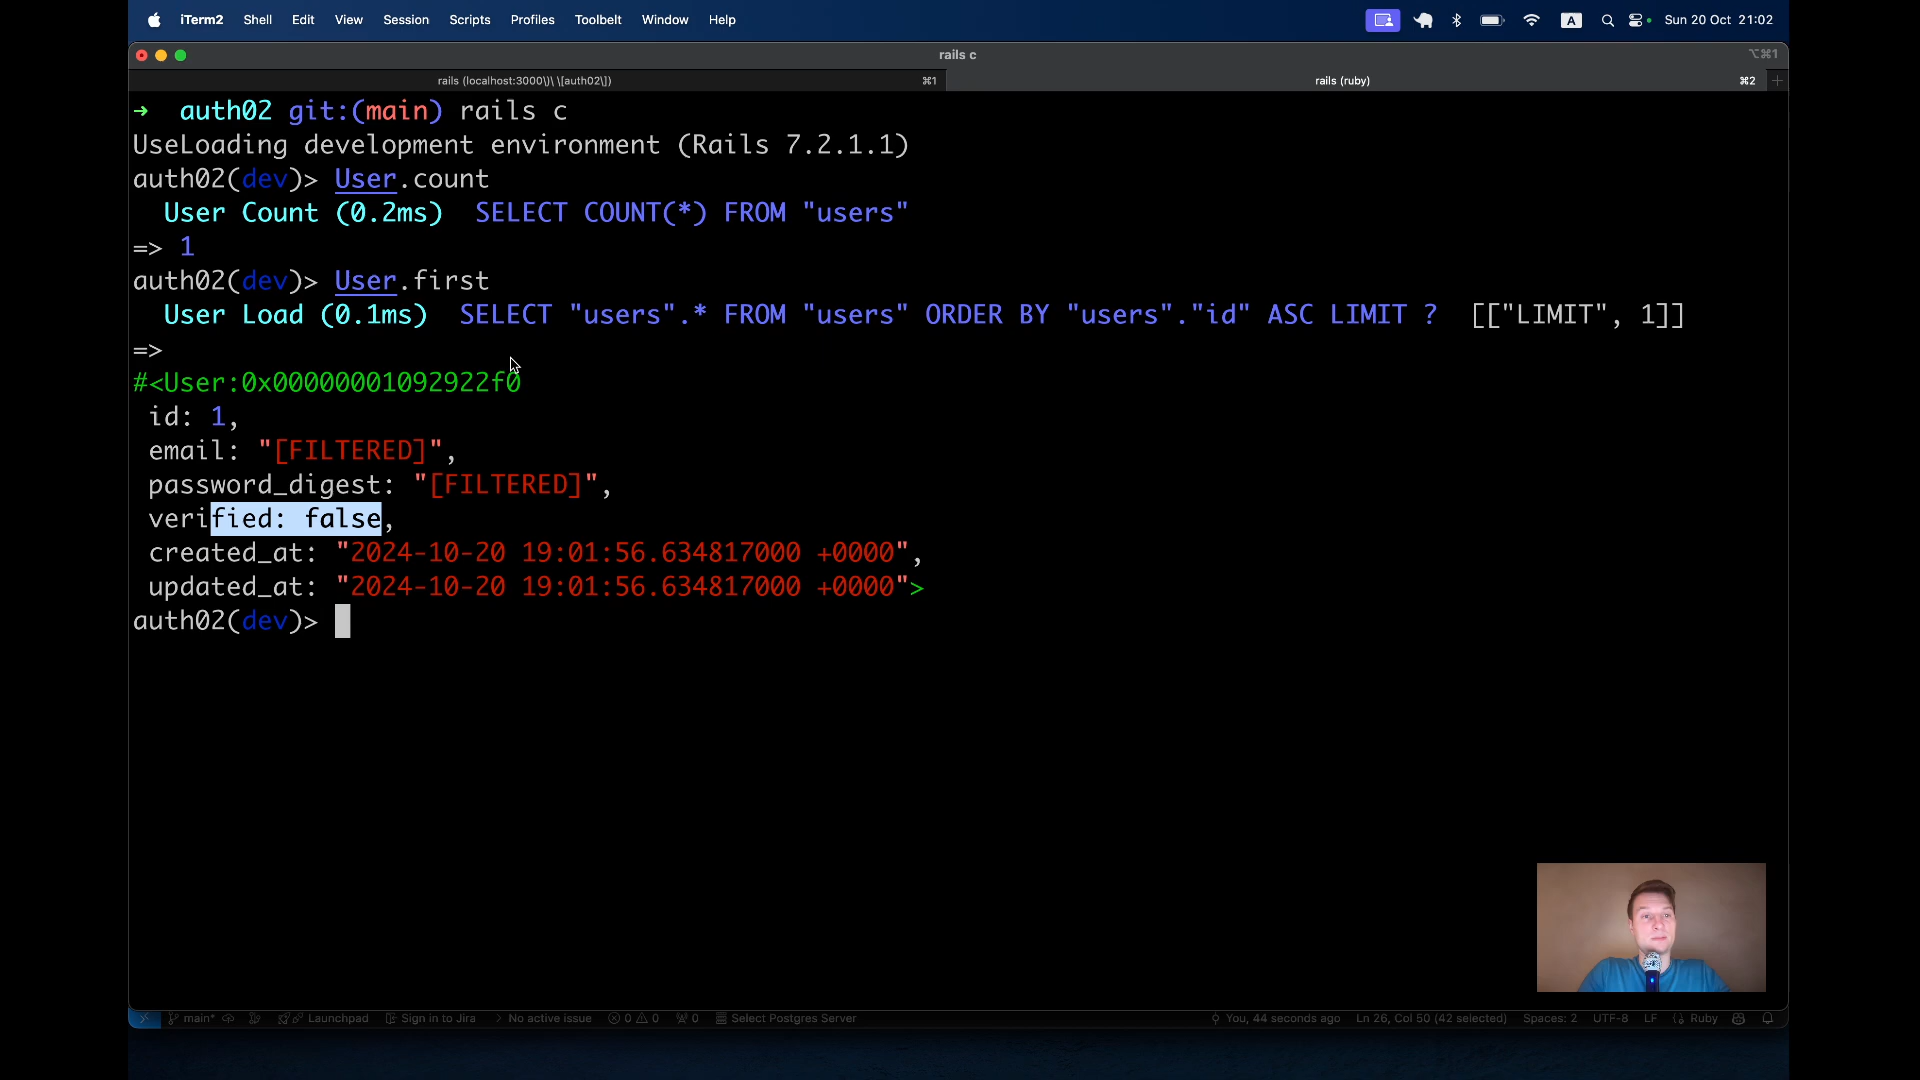 iTerm2 Shell Edit View Session Scripts Profiles Toolbelt Window Help A Sun 20 Oct 21:02
rails c ⌥⌘1
rails (localhost:3000\)\ \[auth02\]) ⌘1 rails (ruby) ⌘2 +
→ auth02 git:(main) rails c
UseLoading development environment (Rails 7.2.1.1)
auth02(dev)> User.count
User Count (0.2ms) SELECT COUNT(*) FROM "users"
=> 1
auth02(dev)> User.first
User Load (0.1ms) SELECT "users".* FROM "users" ORDER BY "users"."id" ASC LIMIT ? [["LIMIT", 1]]
=>
#<User:0x00000001092922f0
id: 1,
email: "[FILTERED]",
password_digest: "[FILTERED]",
verified: false,
created_at: "2024-10-20 19:01:56.634817000 +0000",
updated_at: "2024-10-20 19:01:56.634817000 +0000">
auth02(dev)>
main* Launchpad Sign in to Jira > No active issue 0 0 0 Select Postgres Server You, 44 seconds ago Ln 26, Col 50 (42 selected) Spaces: 2 UTF-8 LF Ruby